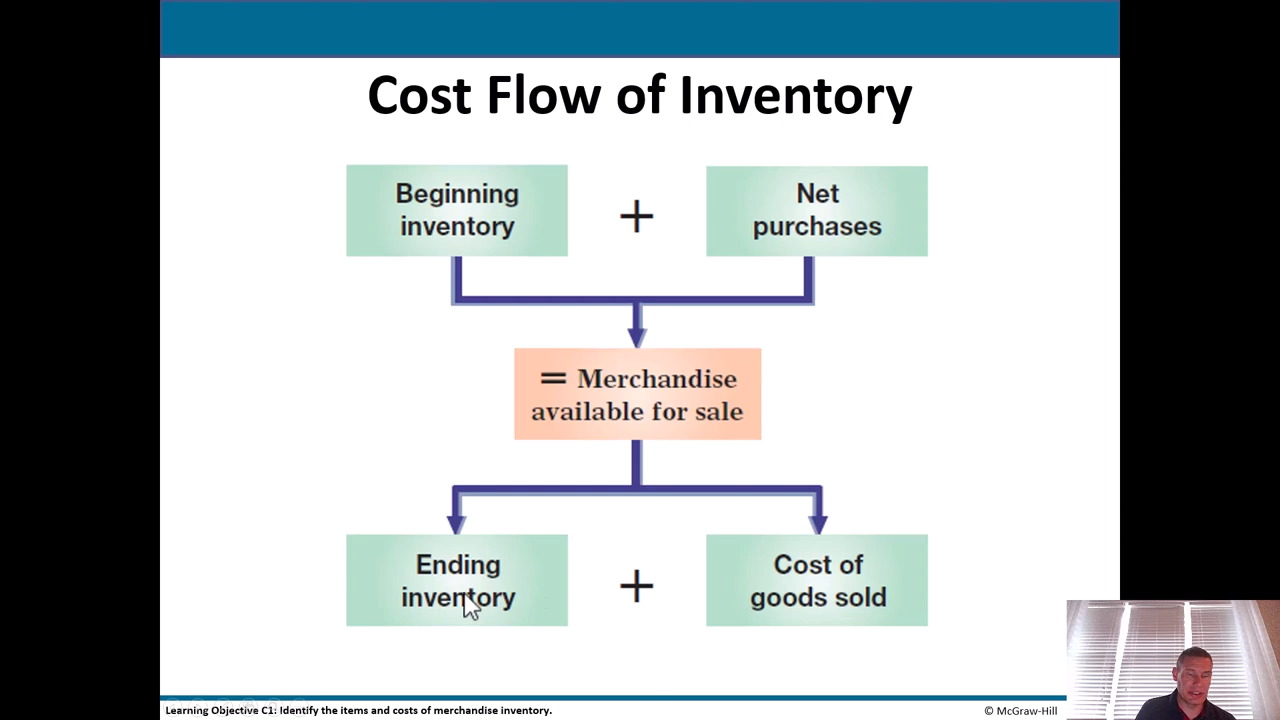 Cost Flow of Inventory
Beginning
inventory
+
Net
purchases
= Merchandise
available for sale
Ending
inventory
+
Cost of
goods sold
Learning Objective C1: Identify the items and costs of merchandise inventory.
© McGraw-Hill